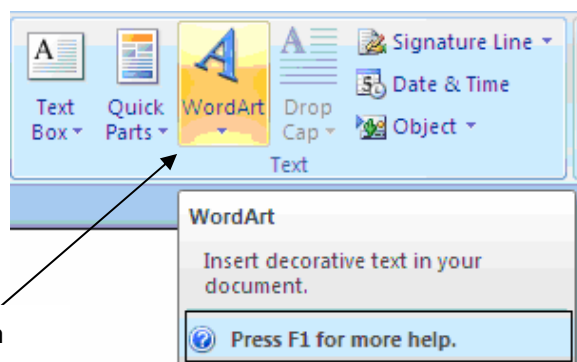 Text Box
Quick Parts
WordArt
Drop Cap
Signature Line
Date & Time
Object
Text
WordArt
Insert decorative text in your
document.
Press F1 for more help.